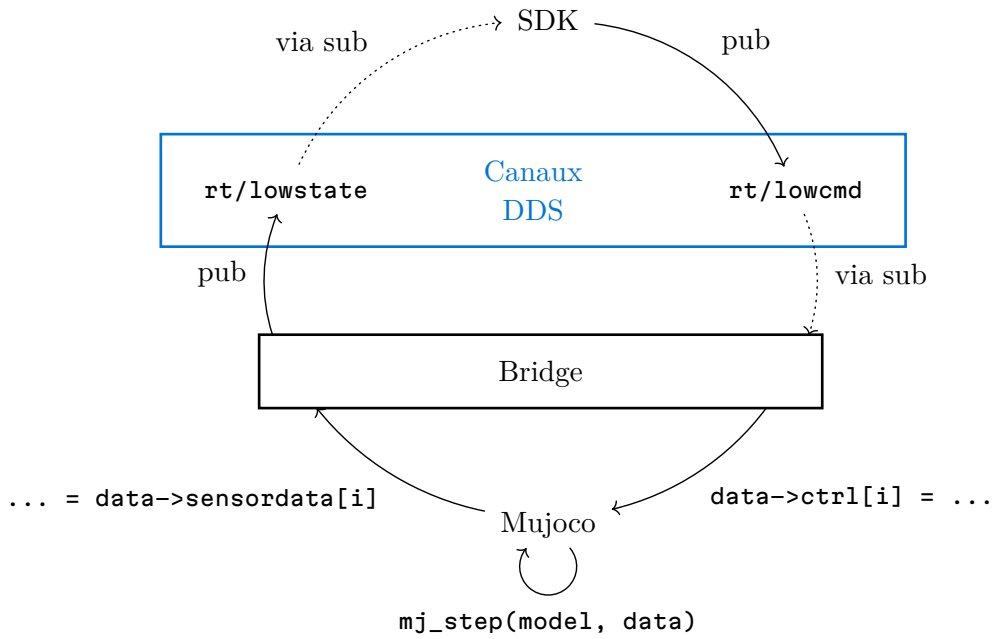 SDK
via sub
pub
Canaux
DDS
rt/lowstate
rt/lowcmd
pub
via sub
Bridge
... = data->sensordata[i]
data->ctrl[i] = ...
Mujoco
mj_step(model, data)